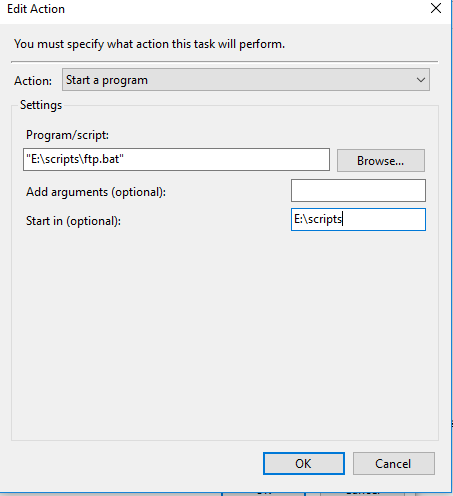 Edit Action
You must specify what action this task will perform.
Action: Start a program
Settings
Program/script:
"E:\scripts\ftp.bat" Browse...
Add arguments (optional):
Start in (optional): E:\scripts
OK Cancel